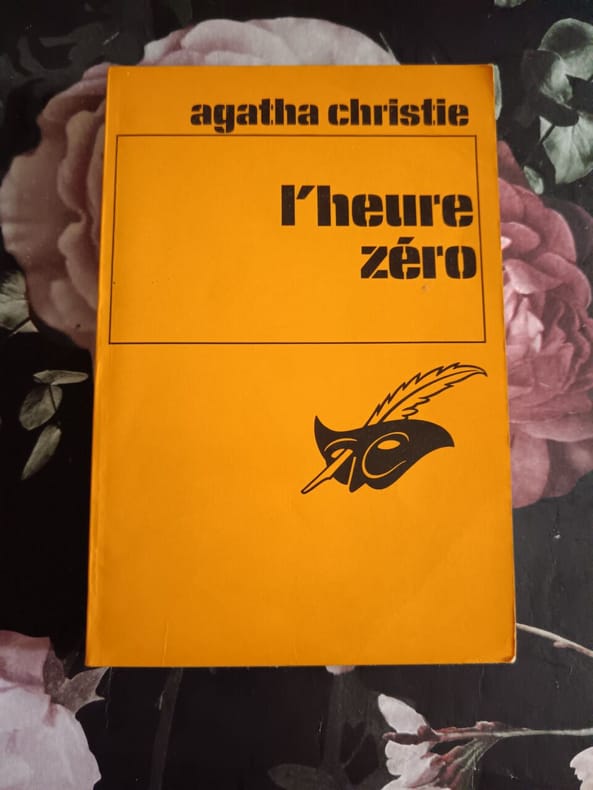 agatha christie
l'heure
zéro